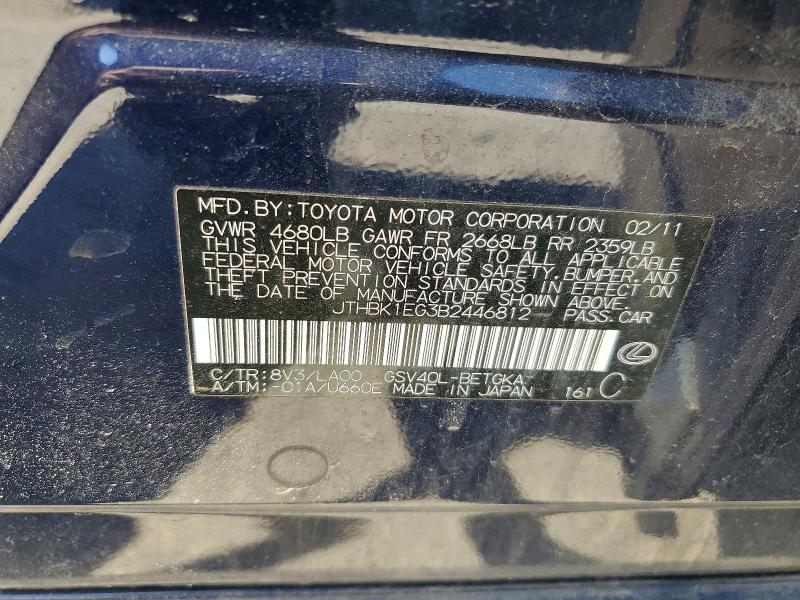 MFD.BY:TOYOTA MOTOR CORPORATION 02/11
GVWR 4680LB GAWR FR 2668LB RR 2359LB
THIS VEHICLE CONFORMS TO ALL APPLICABLE
FEDERAL MOTOR VEHICLE SAFETY,BUMPER,AND
THEFT PREVENTION STANDARDS IN EFFECT ON
THE DATE OF MANUFACTURE SHOWN ABOVE.
JTHBK1EG3B2446812 PASS.CAR
C/TR:8V3/LA00 GSV40L-BETGKA
A/TM:-01A/U660E MADE IN JAPAN 161 C